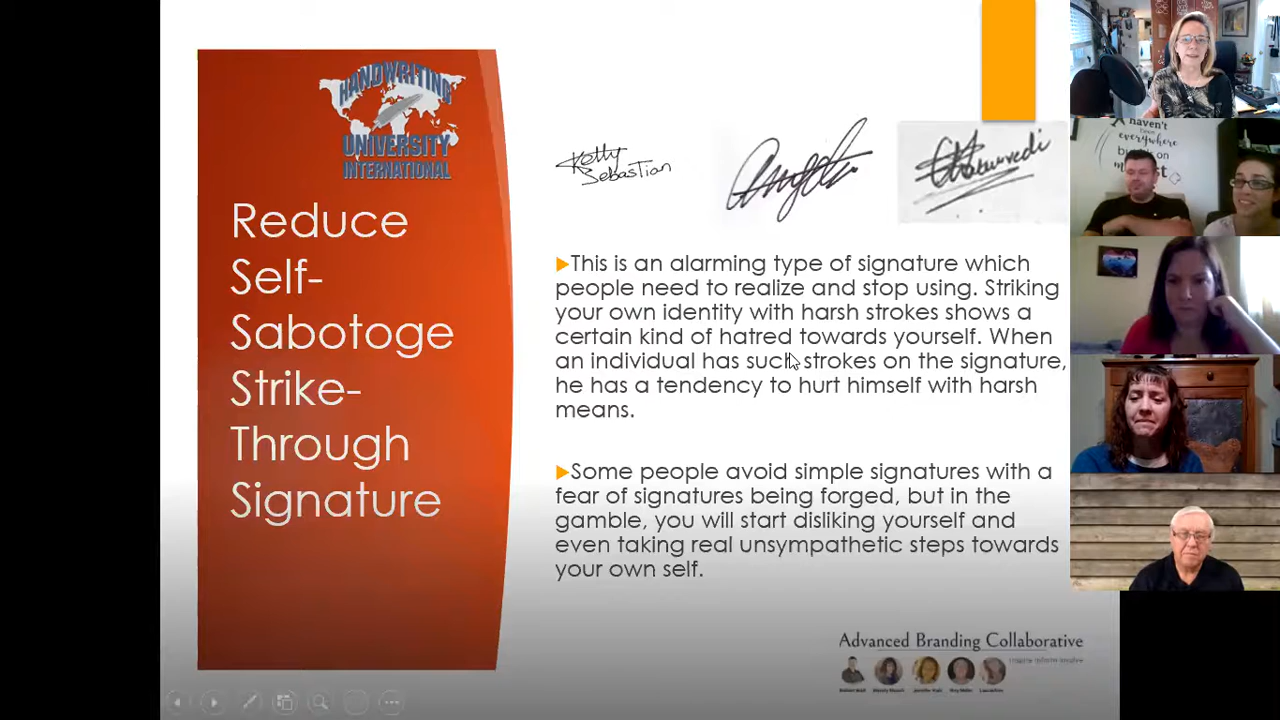 HANDWRITING
UNIVERSITY
INTERNATIONAL
Reduce
Self-
Sabotoge
Strike-
Through
Signature
Kelly
Sebastian
This is an alarming type of signature which
people need to realize and stop using. Striking
your own identity with harsh strokes shows a
certain kind of hatred towards yourself. When
an individual has such strokes on the signature,
he has a tendency to hurt himself with harsh
means.
Some people avoid simple signatures with a
fear of signatures being forged, but in the
gamble, you will start disliking yourself and
even taking real unsympathetic steps towards
your own self.
Advanced Branding Collaborative
haven't
everywhere